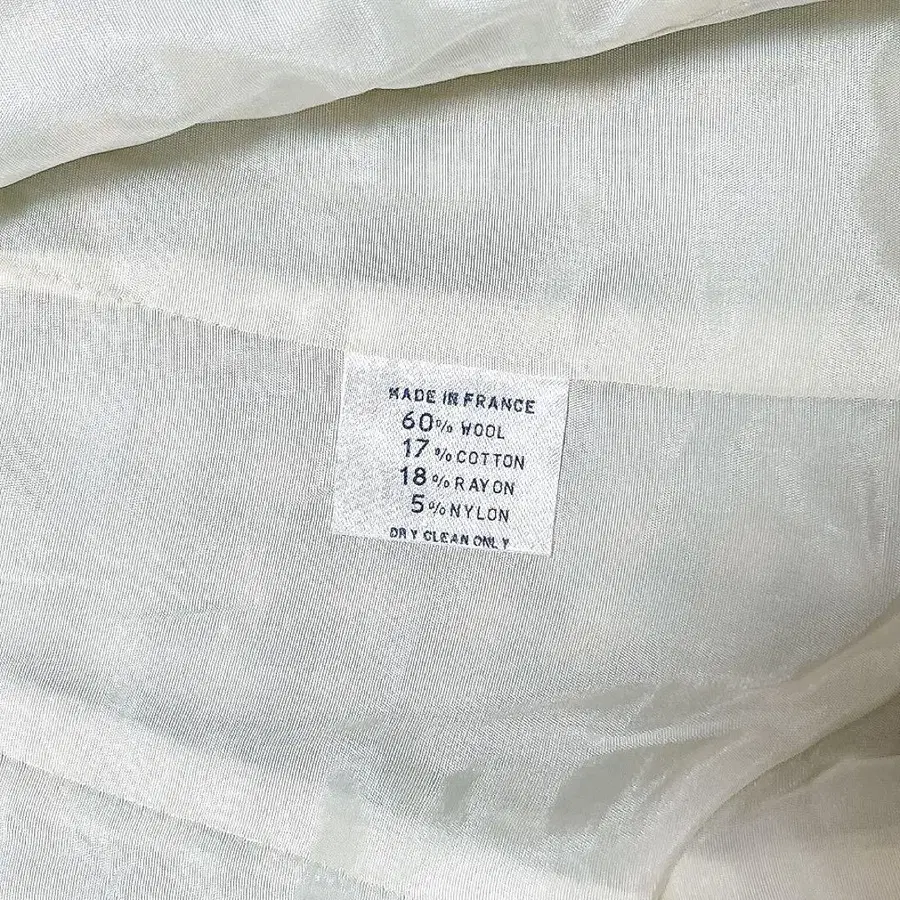 MADE IN FRANCE
60% WOOL
17% COTTON
18% RAYON
5% NYLON
DRY CLEAN ONLY